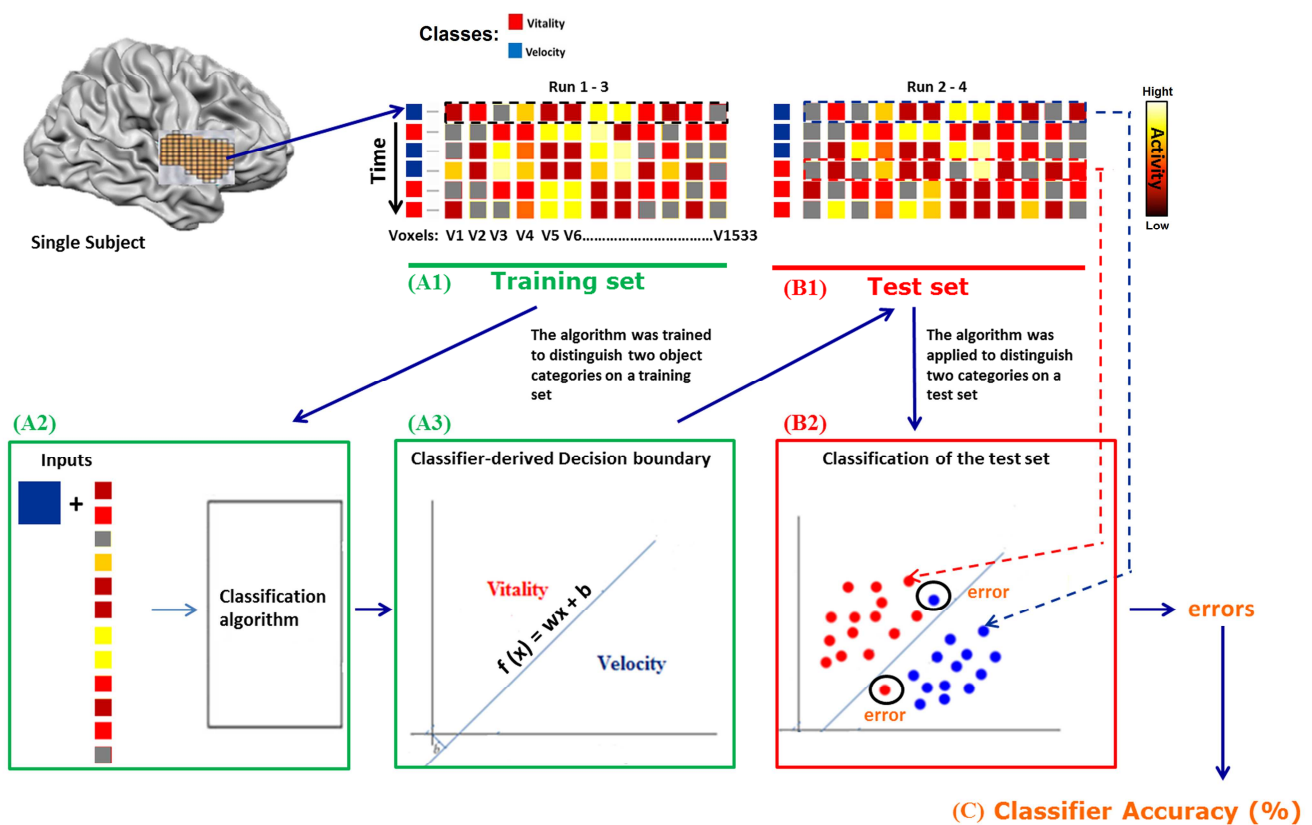 Classes:
Vitality
Velocity
Run 1 - 3
Run 2 - 4
Hight
Activity
Low
Time
Single Subject
Voxels: V1 V2 V3 V4 V5 V6...................................V1533
(A1) Training set
(B1) Test set
The algorithm was trained
to distinguish two object
categories on a training
set
The algorithm was
applied to distinguish
two categories on a
test set
(A2)
Inputs
+
Classification
algorithm
(A3)
Classifier-derived Decision boundary
Vitality
f (x) = wx + b
Velocity
b
(B2)
Classification of the test set
error
error
errors
(C) Classifier Accuracy (%)